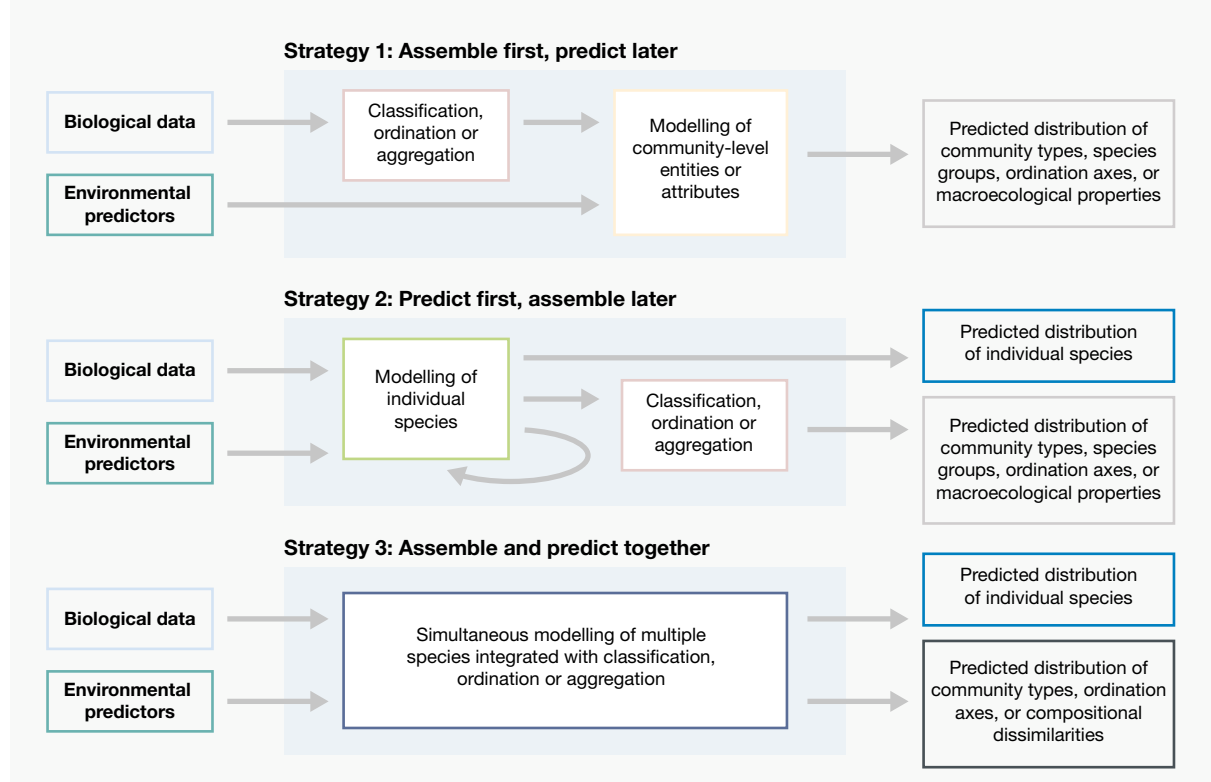 Strategy 1: Assemble first, predict later
Biological data
Environmental
predictors
Classification,
ordination or
aggregation
Modelling of
community-level
entities or
attributes
Predicted distribution of
community types, species
groups, ordination axes, or
macroecological properties
Strategy 2: Predict first, assemble later
Biological data
Environmental
predictors
Modelling of
individual
species
Classification,
ordination or
aggregation
Predicted distribution
of individual species
Predicted distribution of
community types, species
groups, ordination axes, or
macroecological properties
Strategy 3: Assemble and predict together
Biological data
Environmental
predictors
Simultaneous modelling of multiple
species integrated with classification,
ordination or aggregation
Predicted distribution
of individual species
Predicted distribution of
community types, ordination
axes, or compositional
dissimilarities